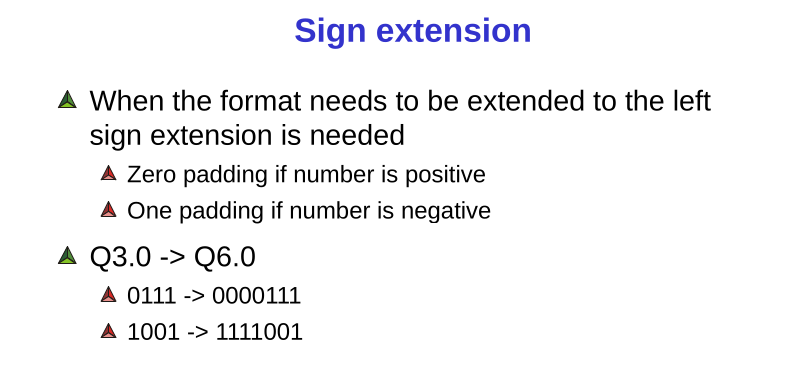 Sign extension
When the format needs to be extended to the left
sign extension is needed
Zero padding if number is positive
One padding if number is negative
Q3.0 -> Q6.0
0111 -> 0000111
1001 -> 1111001